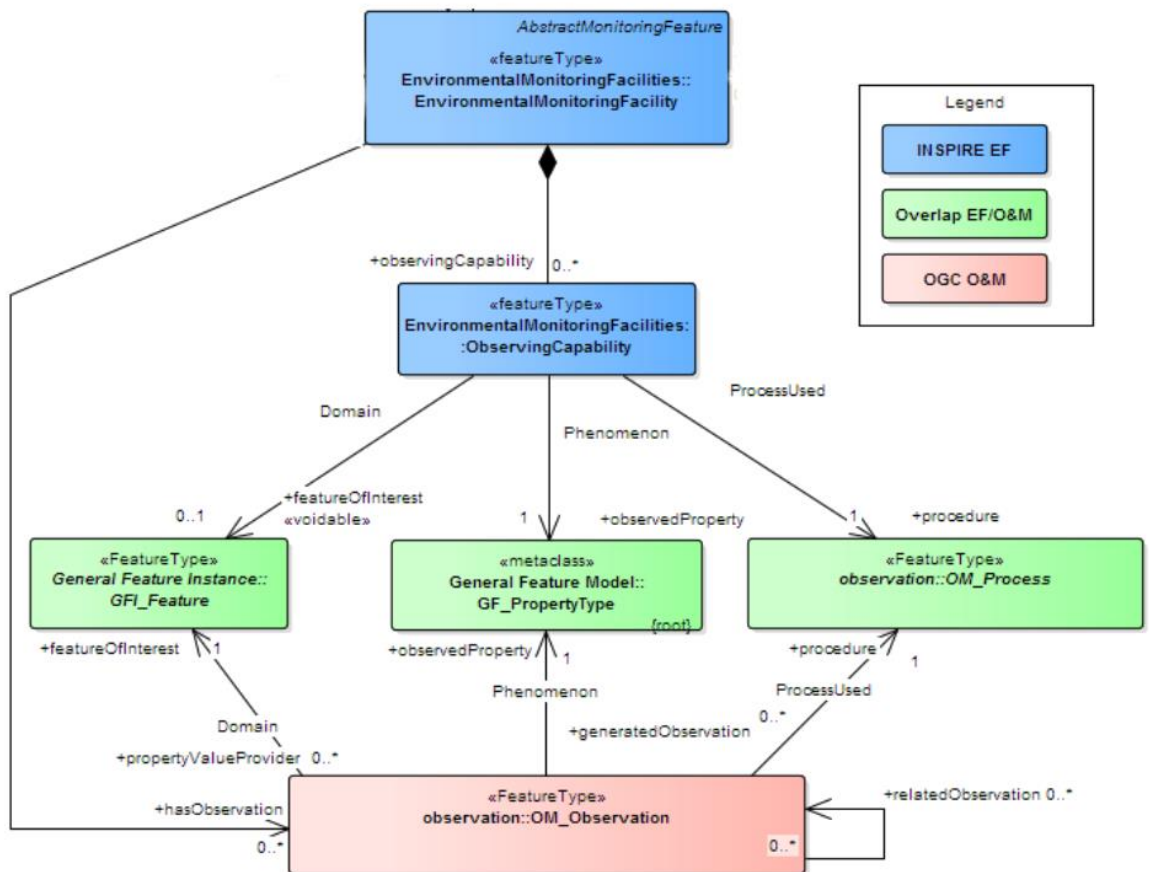 AbstractMonitoringFeature
«featureType»
EnvironmentalMonitoringFacilities::
EnvironmentalMonitoringFacility
Legend
INSPIRE EF
Overlap EF/O&M
OGC O&M
+observingCapability
0..*
«featureType»
EnvironmentalMonitoringFacilities:
:ObservingCapability
Domain
Phenomenon
ProcessUsed
+featureOfInterest
«voidable»
0..1
1
+observedProperty
1
+procedure
«FeatureType»
General Feature Instance::
GFI_Feature
«metaclass»
General Feature Model::
GF_PropertyType
{root}
«FeatureType»
observation::OM_Process
+featureOfInterest
1
+observedProperty
1
+procedure
1
Phenomenon
ProcessUsed
Domain
+generatedObservation
0..*
+propertyValueProvider 0..*
+hasObservation
0..*
«FeatureType»
observation::OM_Observation
+relatedObservation 0..*
0..*